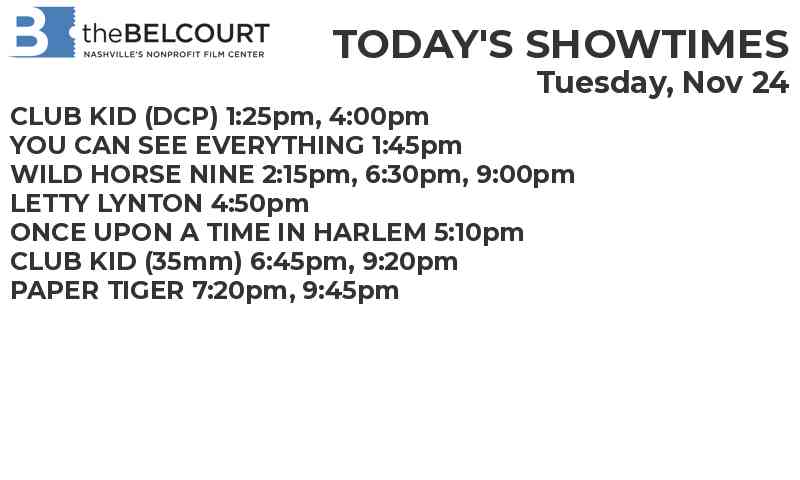 B theBELCOURT
NASHVILLE'S NONPROFIT FILM CENTER
TODAY'S SHOWTIMES
Tuesday, Nov 24
CLUB KID (DCP) 1:25pm, 4:00pm
YOU CAN SEE EVERYTHING 1:45pm
WILD HORSE NINE 2:15pm, 6:30pm, 9:00pm
LETTY LYNTON 4:50pm
ONCE UPON A TIME IN HARLEM 5:10pm
CLUB KID (35mm) 6:45pm, 9:20pm
PAPER TIGER 7:20pm, 9:45pm